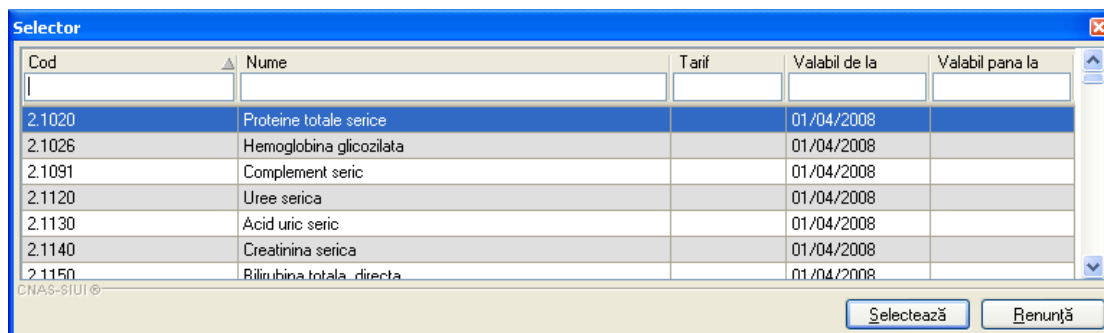 Selector
Cod Nume Tarif Valabil de la Valabil pana la
2.1020 Proteine totale serice 01/04/2008
2.1026 Hemoglobina glicozilata 01/04/2008
2.1091 Complement seric 01/04/2008
2.1120 Uree serica 01/04/2008
2.1130 Acid uric seric 01/04/2008
2.1140 Creatinina serica 01/04/2008
2.1150 Bilirubina totala, directa 01/04/2008
CNAS-SIUI ®
Selectează Renunţă